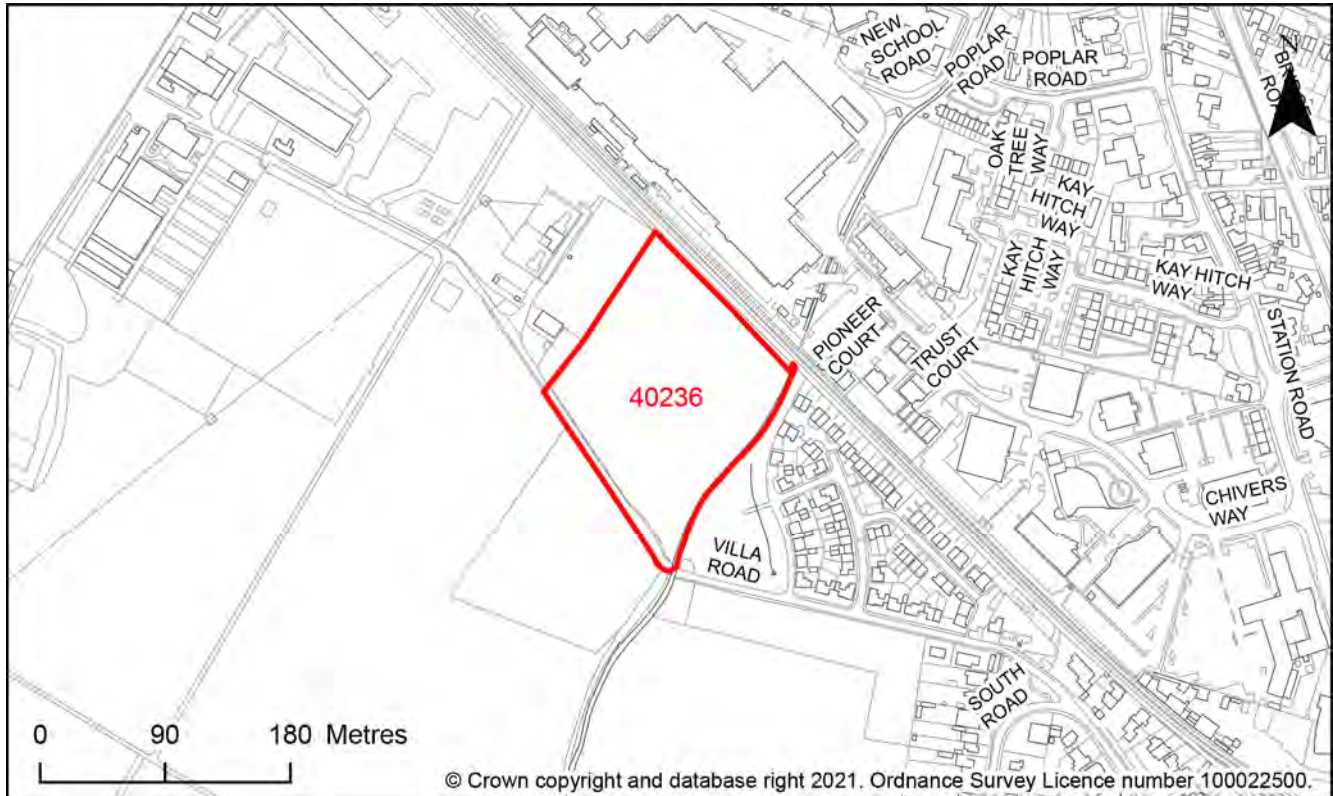 NEW
SCHOOL
ROAD
POPLAR
ROAD
POPLAR
ROAD
N
OAK
TREE
WAY
KAY
HITCH
WAY
KAY
HITCH
WAY
KAY HITCH
WAY
STATION ROAD
PIONEER
COURT
TRUST
COURT
40236
CHIVERS
WAY
VILLA
ROAD
SOUTH
ROAD
0 90 180 Metres
© Crown copyright and database right 2021. Ordnance Survey Licence number 100022500.